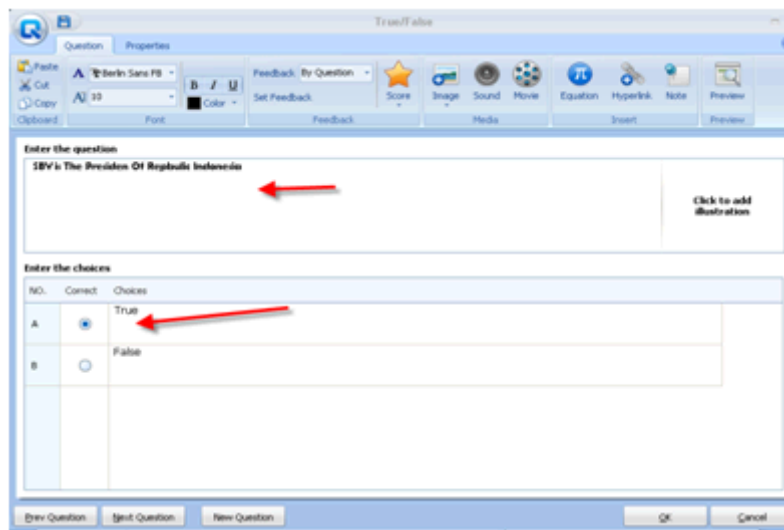 True/False
Question Properties
Paste
Cut
Copy
Clipboard
Berlin Sans FB
10
B I U
Color
Font
Feedback By Question
Set Feedback
Score
Feedback
Image Sound Movie
Media
Equation Hyperlink Note
Insert
Preview
Preview
Enter the question
SBY is The Presiden Of Repbulic Indonesia
Click to add
illustration
Enter the choices
NO. Correct Choices
A True
B False
Prev Question Next Question New Question OK Cancel